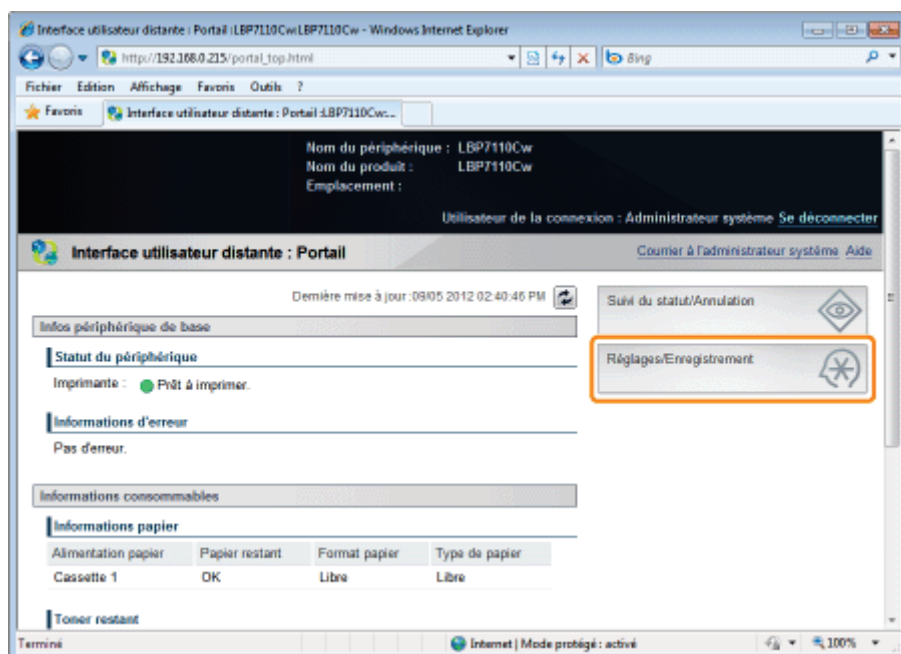 Interface utilisateur distante : Portail :LBP7110Cw:LBP7110Cw - Windows Internet Explorer
http://192.168.0.215/portal_top.html
Bing
Fichier Edition Affichage Favoris Outils ?
Favoris Interface utilisateur distante : Portail :LBP7110Cw:...
Nom du périphérique : LBP7110Cw
Nom du produit : LBP7110Cw
Emplacement :
Utilisateur de la connexion : Administrateur système Se déconnecter
Interface utilisateur distante : Portail
Courrier à l'administrateur système Aide
Dernière mise à jour :09/05 2012 02:40:46 PM
Suivi du statut/Annulation
Infos périphérique de base
Réglages/Enregistrement
Statut du périphérique
Imprimante : Prêt à imprimer.
Informations d'erreur
Pas d'erreur.
Informations consommables
Informations papier
Alimentation papier Papier restant Format papier Type de papier
Cassette 1 OK Libre Libre
Toner restant
Terminé Internet | Mode protégé : activé 100%